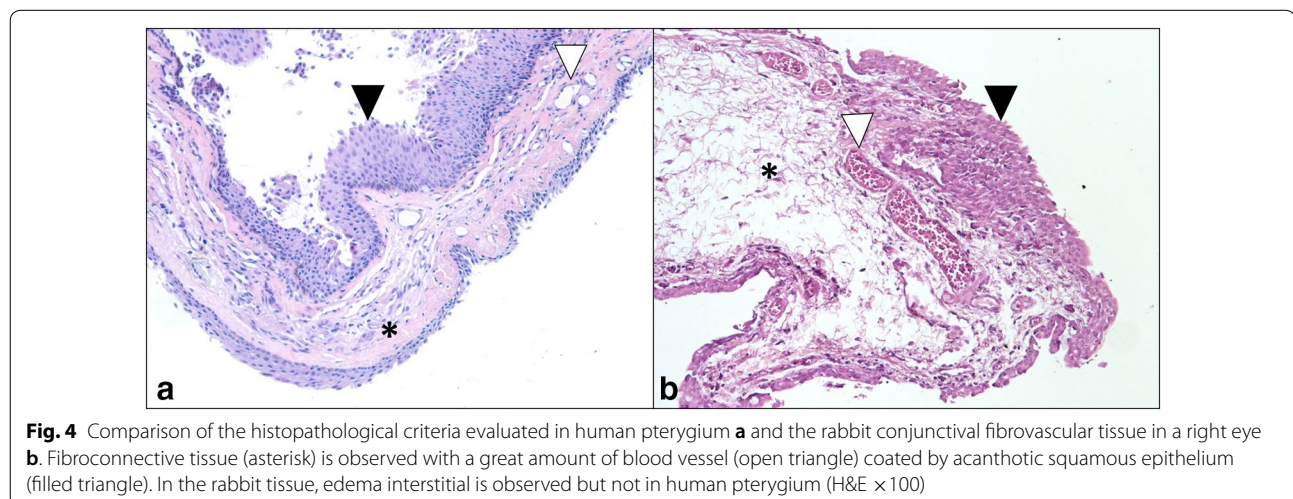 a
*
b
*
Fig. 4 Comparison of the histopathological criteria evaluated in human pterygium a and the rabbit conjunctival fibrovascular tissue in a right eye
b. Fibroconnective tissue (asterisk) is observed with a great amount of blood vessel (open triangle) coated by acanthotic squamous epithelium
(filled triangle). In the rabbit tissue, edema interstitial is observed but not in human pterygium (H&E ×100)